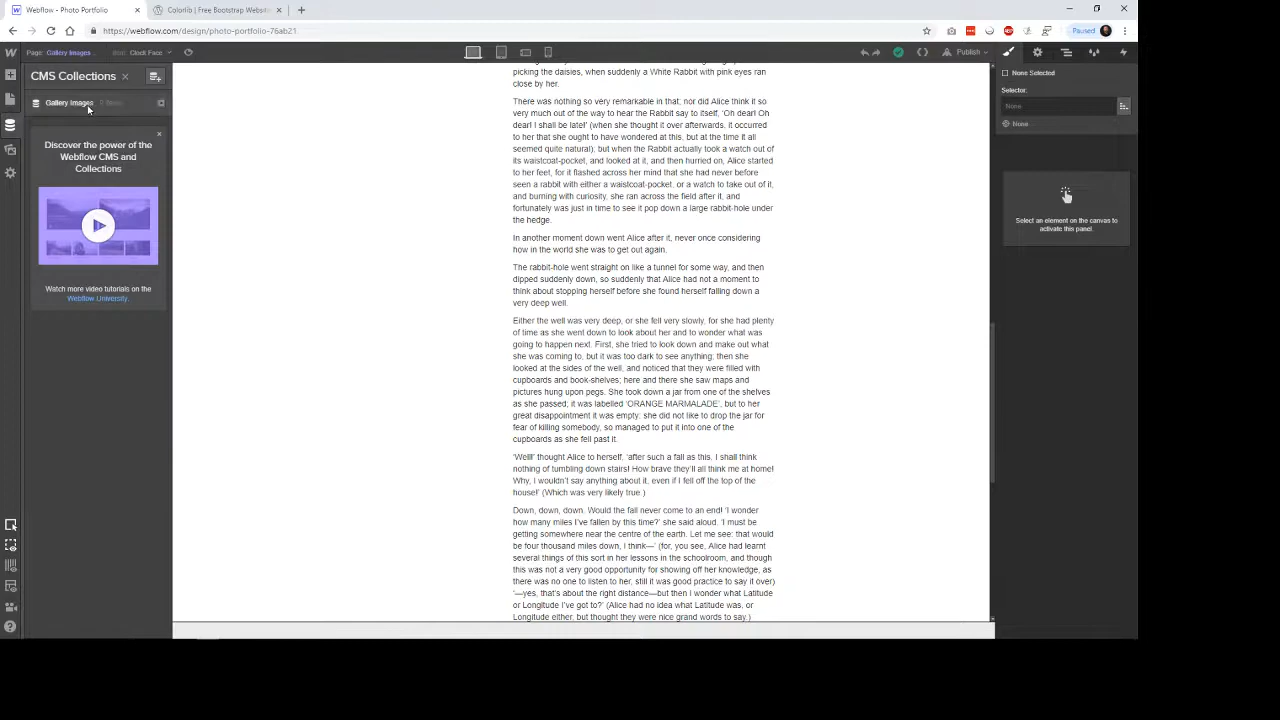 Webflow - Photo Portfolio
Colorlib | Free Bootstrap Websit
https://webflow.com/design/photo-portfolio-76ab21
Paused
Page: Gallery Images
Item: Clock Face
Publish
CMS Collections
None Selected
Selector:
Gallery Images 9 Items
None
None
Discover the power of the
Webflow CMS and
Collections
Watch more video tutorials on the
Webflow University.
Select an element on the canvas to
activate this panel.
picking the daisies, when suddenly a White Rabbit with pink eyes ran
close by her.
There was nothing so very remarkable in that; nor did Alice think it so
very much out of the way to hear the Rabbit say to itself, 'Oh dear! Oh
dear! I shall be late!' (when she thought it over afterwards, it occurred
to her that she ought to have wondered at this, but at the time it all
seemed quite natural); but when the Rabbit actually took a watch out of
its waistcoat-pocket, and looked at it, and then hurried on, Alice started
to her feet, for it flashed across her mind that she had never before
seen a rabbit with either a waistcoat-pocket, or a watch to take out of it,
and burning with curiosity, she ran across the field after it, and
fortunately was just in time to see it pop down a large rabbit-hole under
the hedge.
In another moment down went Alice after it, never once considering
how in the world she was to get out again.
The rabbit-hole went straight on like a tunnel for some way, and then
dipped suddenly down, so suddenly that Alice had not a moment to
think about stopping herself before she found herself falling down a
very deep well.
Either the well was very deep, or she fell very slowly, for she had plenty
of time as she went down to look about her and to wonder what was
going to happen next. First, she tried to look down and make out what
she was coming to, but it was too dark to see anything; then she
looked at the sides of the well, and noticed that they were filled with
cupboards and book-shelves; here and there she saw maps and
pictures hung upon pegs. She took down a jar from one of the shelves
as she passed; it was labelled 'ORANGE MARMALADE', but to her
great disappointment it was empty: she did not like to drop the jar for
fear of killing somebody, so managed to put it into one of the
cupboards as she fell past it.
'Well!' thought Alice to herself, 'after such a fall as this, I shall think
nothing of tumbling down stairs! How brave they'll all think me at home!
Why, I wouldn't say anything about it, even if I fell off the top of the
house!' (Which was very likely true.)
Down, down, down. Would the fall never come to an end! 'I wonder
how many miles I've fallen by this time?' she said aloud. 'I must be
getting somewhere near the centre of the earth. Let me see: that would
be four thousand miles down, I think—' (for, you see, Alice had learnt
several things of this sort in her lessons in the schoolroom, and though
this was not a very good opportunity for showing off her knowledge, as
there was no one to listen to her, still it was good practice to say it over)
'—yes, that's about the right distance—but then I wonder what Latitude
or Longitude I've got to?' (Alice had no idea what Latitude was, or
Longitude either, but thought they were nice grand words to say.)